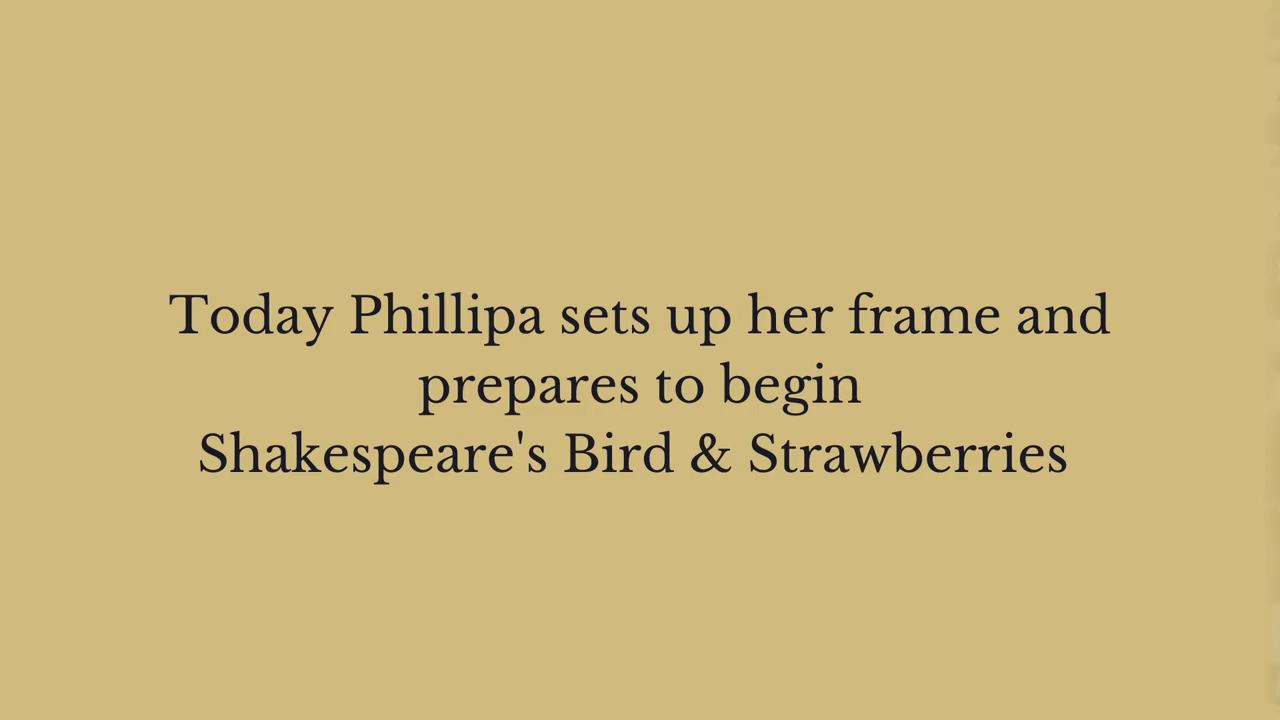 Today Phillipa sets up her frame and
prepares to begin
Shakespeare's Bird & Strawberries